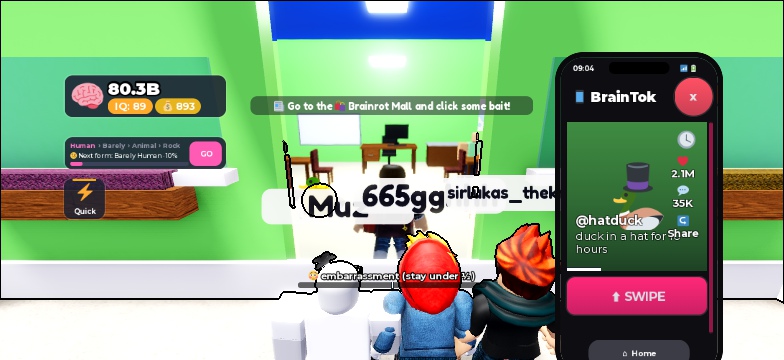 80.3B
IQ: 89
893
Human › Barely › Animal › Rock
Next form: Barely Human · 10%
GO
Quick
Go to the Brainrot Mall and click some bait!
665gg
embarrassment (stay under
09:04
BrainTok
x
2.1M
35K
Share
@hatduck
duck in a hat for 10
hours
SWIPE
Home